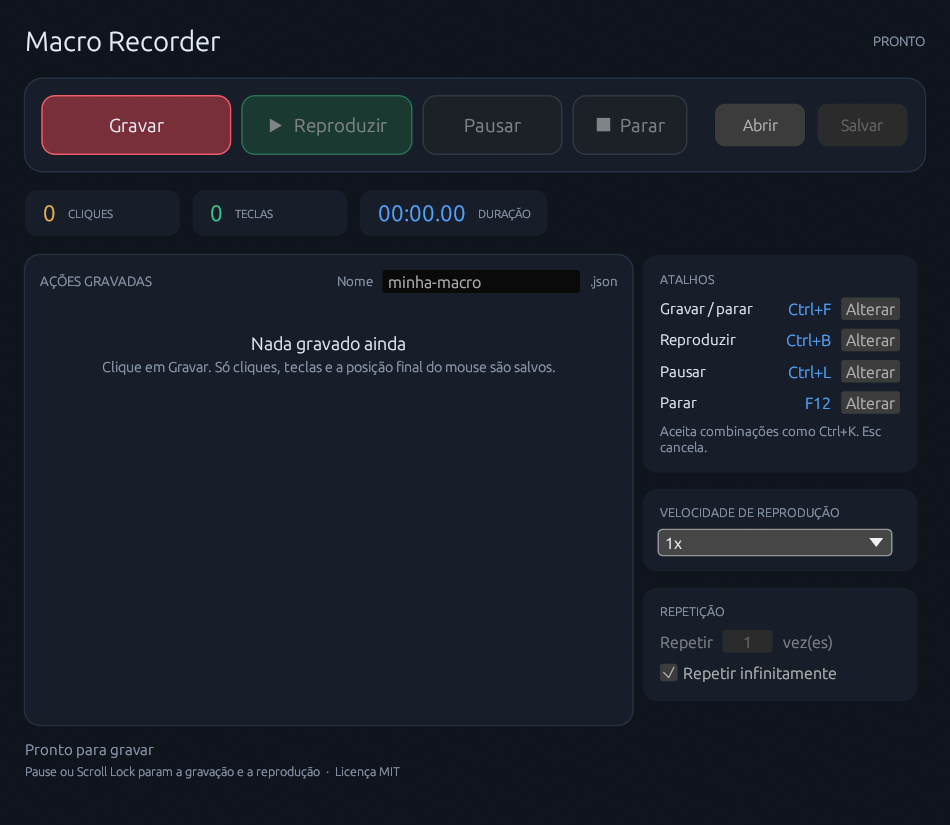 Macro Recorder
PRONTO
Gravar
▶ Reproduzir
Pausar
■ Parar
Abrir
Salvar
0 CLIQUES
0 TECLAS
00:00.00 DURAÇÃO
AÇÕES GRAVADAS
Nome minha-macro .json
Nada gravado ainda
Clique em Gravar. Só cliques, teclas e a posição final do mouse são salvos.
ATALHOS
Gravar / parar Ctrl+F Alterar
Reproduzir Ctrl+B Alterar
Pausar Ctrl+L Alterar
Parar F12 Alterar
Aceita combinações como Ctrl+K. Esc
cancela.
VELOCIDADE DE REPRODUÇÃO
1x
REPETIÇÃO
Repetir 1 vez(es)
Repetir infinitamente
Pronto para gravar
Pause ou Scroll Lock param a gravação e a reprodução · Licença MIT